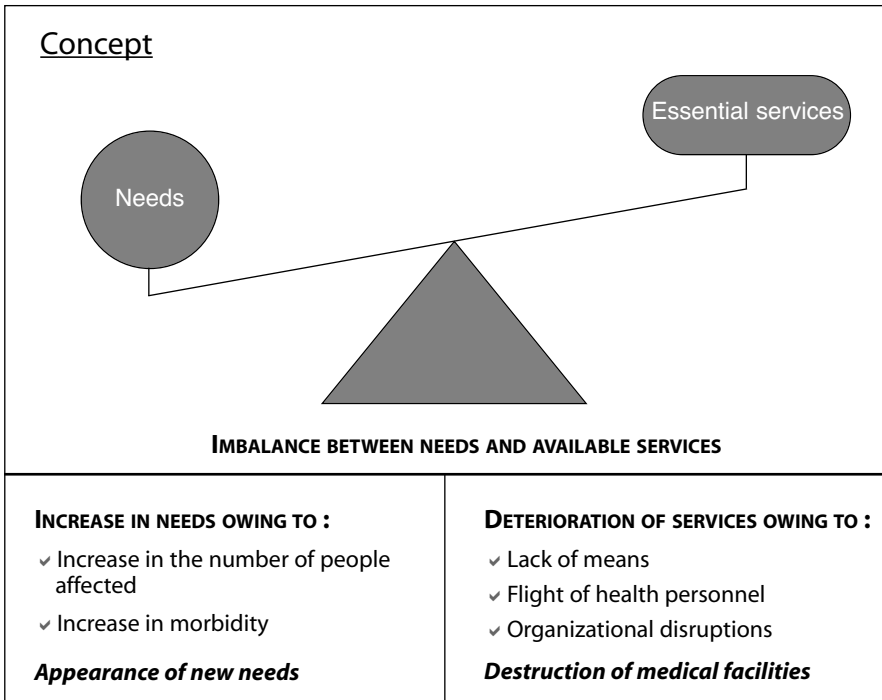 Concept
Essential services
Needs
IMBALANCE BETWEEN NEEDS AND AVAILABLE SERVICES
INCREASE IN NEEDS OWING TO :
✓ Increase in the number of people
affected
✓ Increase in morbidity
Appearance of new needs
DETERIORATION OF SERVICES OWING TO :
✓ Lack of means
✓ Flight of health personnel
✓ Organizational disruptions
Destruction of medical facilities